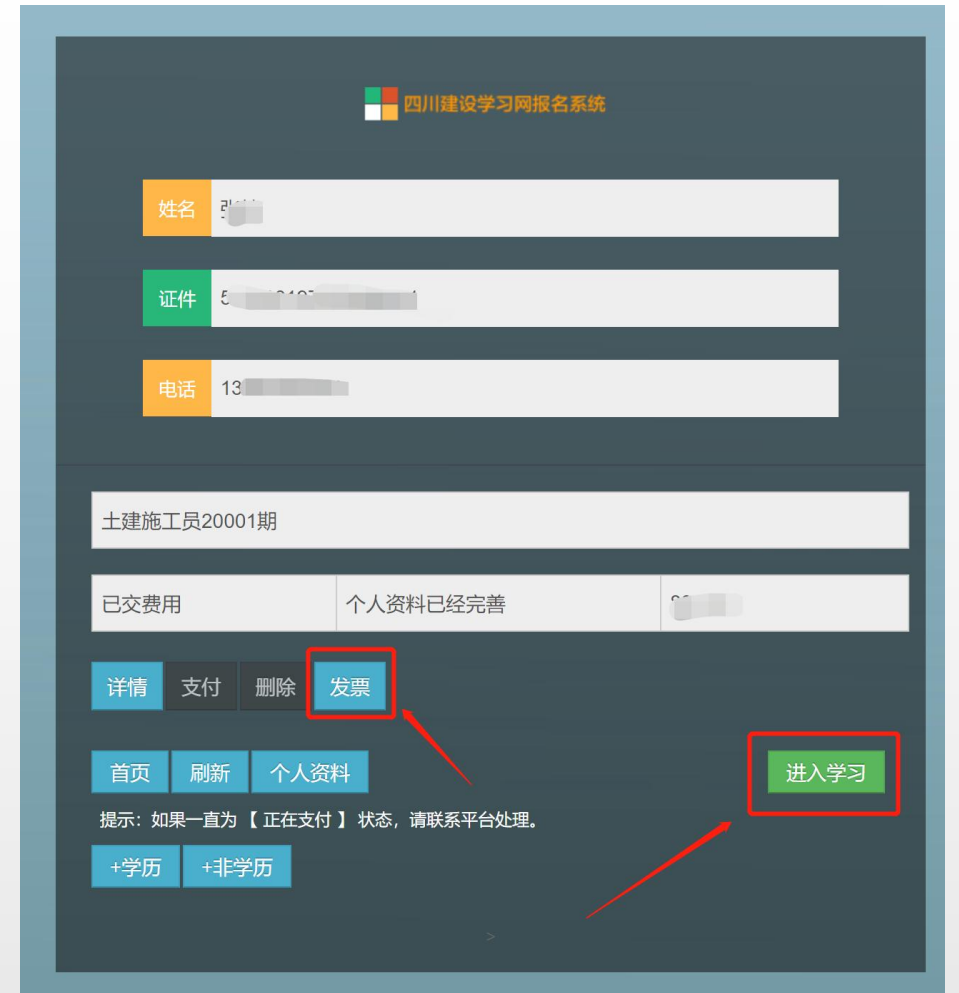 四川建设学习网报名系统
姓名
证件
电话 13
土建施工员20001期
已交费用 个人资料已经完善
详情 支付 删除 发票
首页 刷新 个人资料 进入学习
提示：如果一直为【 正在支付 】状态，请联系平台处理。
+学历 +非学历
>